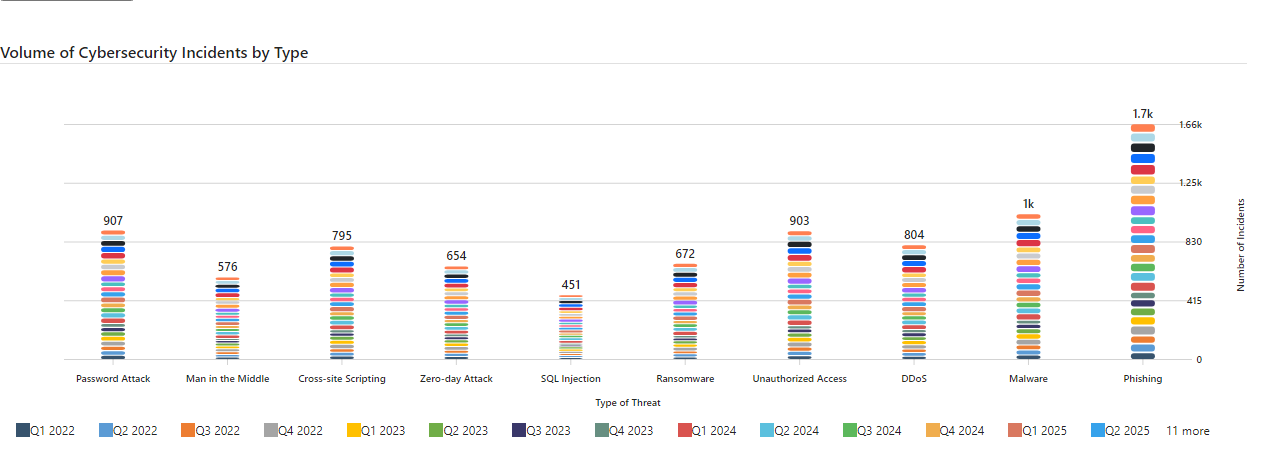 Volume of Cybersecurity Incidents by Type
1.7k
1.66k
1.25k
1k
907
903
830
804
795
672
654
576
451
415
0
Number of Incidents
Password Attack
Man in the Middle
Cross-site Scripting
Zero-day Attack
SQL Injection
Ransomware
Unauthorized Access
DDoS
Malware
Phishing
Type of Threat
Q1 2022
Q2 2022
Q3 2022
Q4 2022
Q1 2023
Q2 2023
Q3 2023
Q4 2023
Q1 2024
Q2 2024
Q3 2024
Q4 2024
Q1 2025
Q2 2025
11 more